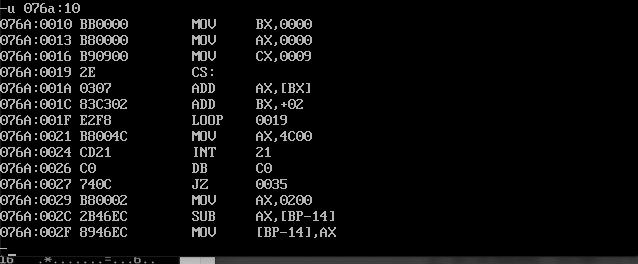 -u 076a:10
076A:0010 BB0000 MOV BX,0000
076A:0013 B80000 MOV AX,0000
076A:0016 B90900 MOV CX,0009
076A:0019 2E CS:
076A:001A 0307 ADD AX,[BX]
076A:001C 83C302 ADD BX,+02
076A:001F E2F8 LOOP 0019
076A:0021 B8004C MOV AX,4C00
076A:0024 CD21 INT 21
076A:0026 C0 DB C0
076A:0027 740C JZ 0035
076A:0029 B80002 MOV AX,0200
076A:002C 2B46EC SUB AX,[BP-14]
076A:002F 8946EC MOV [BP-14],AX
-
16 .*.......=...6..